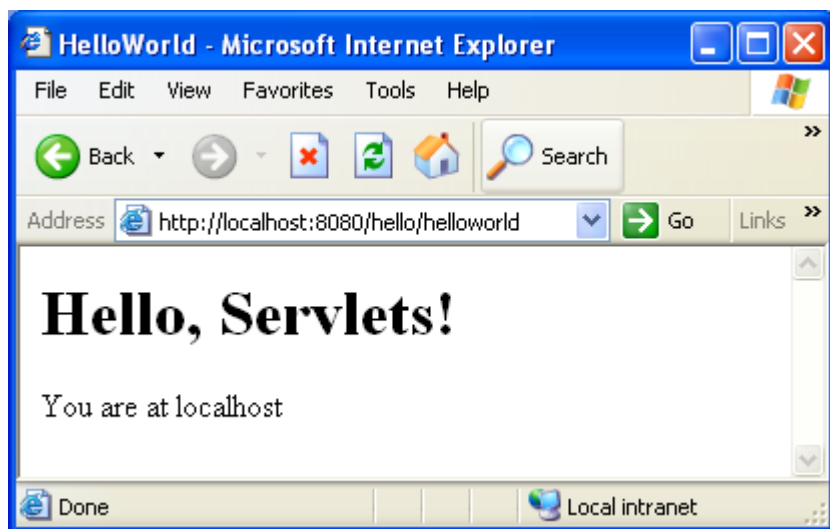 HelloWorld - Microsoft Internet Explorer
File Edit View Favorites Tools Help
Back Search »
Address http://localhost:8080/hello/helloworld Go Links »
Hello, Servlets!
You are at localhost
Done Local intranet